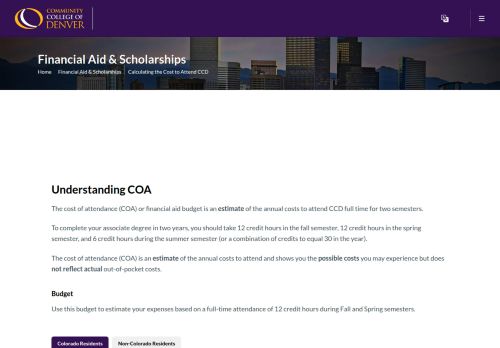 COMMUNITY
COLLEGE OF
DENVER
Financial Aid & Scholarships
Home Financial Aid & Scholarships Calculating the Cost to Attend CCD
Understanding COA
The cost of attendance (COA) or financial aid budget is an estimate of the annual costs to attend CCD full time for two semesters.
To complete your associate degree in two years, you should take 12 credit hours in the fall semester, 12 credit hours in the spring
semester, and 6 credit hours during the summer semester (or a combination of credits to equal 30 in the year).
The cost of attendance (COA) is an estimate of the annual costs to attend and shows you the possible costs you may experience but does
not reflect actual out-of-pocket costs.
Budget
Use this budget to estimate your expenses based on a full-time attendance of 12 credit hours during Fall and Spring semesters.
Colorado Residents Non-Colorado Residents